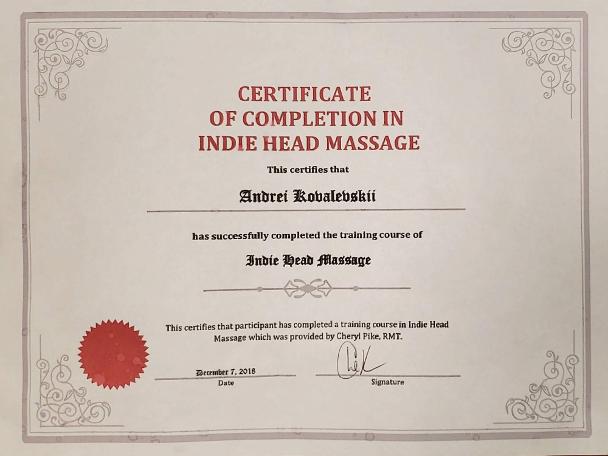 CERTIFICATE
OF COMPLETION IN
INDIE HEAD MASSAGE
This certifies that
Andrei Kovalevskii
has successfully completed the training course of
Indie Head Massage
This certifies that participant has completed a training course in Indie Head
Massage which was provided by Cheryl Pike, RMT.
December 7, 2018
Date
Signature